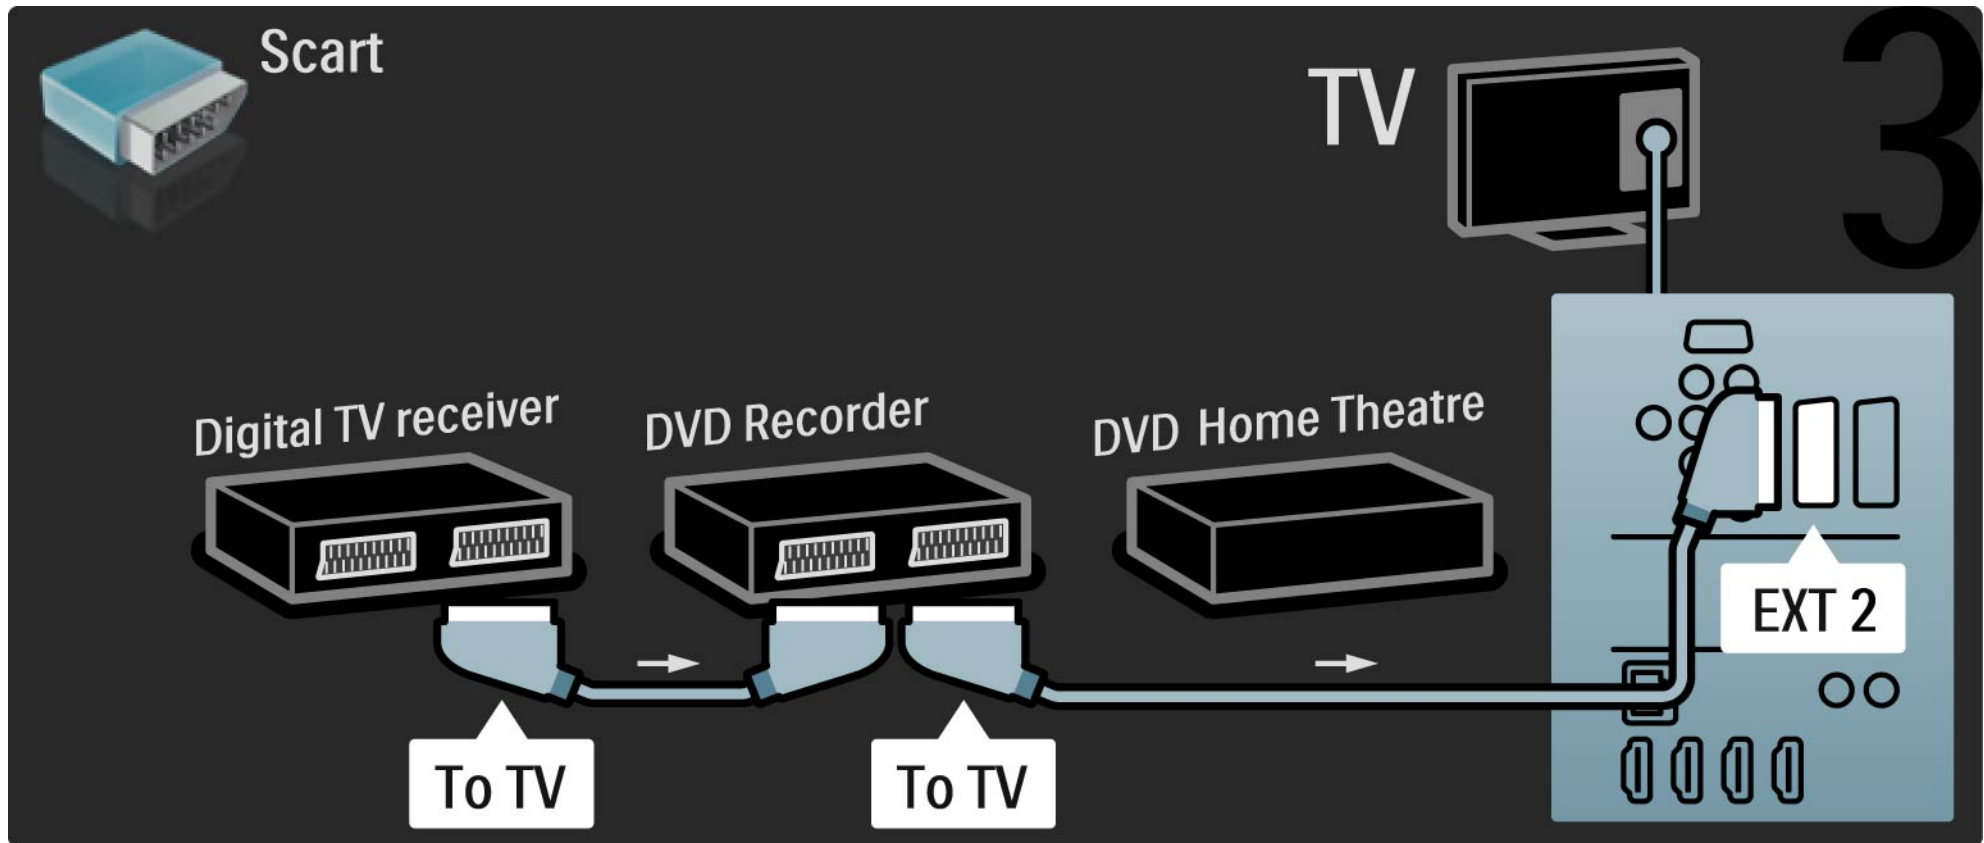 Scart
TV
3
Digital TV receiver
DVD Recorder
DVD Home Theatre
EXT 2
To TV
To TV